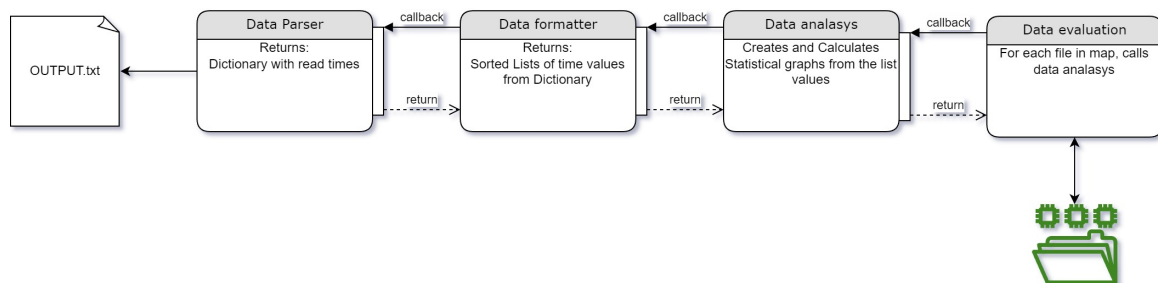 OUTPUT.txt
Data Parser
Returns:
Dictionary with read times
callback
return
Data formatter
Returns:
Sorted Lists of time values
from Dictionary
callback
return
Data analasys
Creates and Calculates
Statistical graphs from the list
values
callback
return
Data evaluation
For each file in map, calls
data analasys